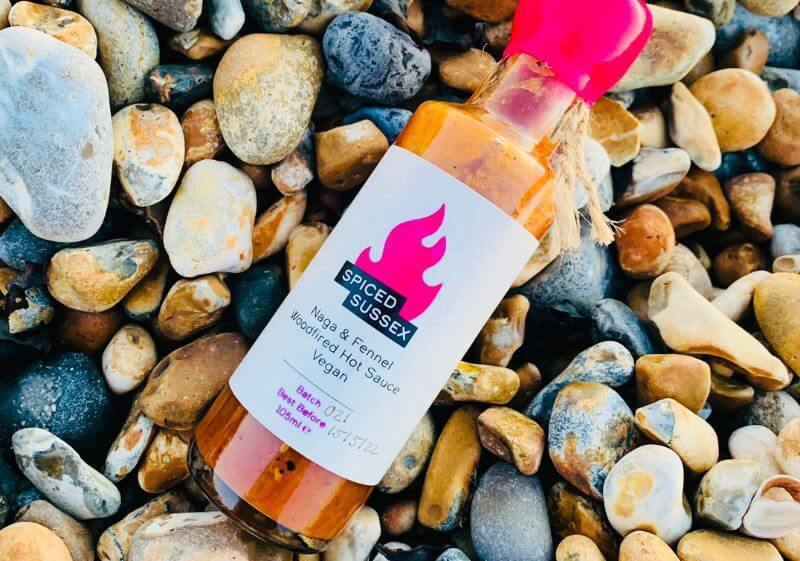 SPICED
SUSSEX
Naga & Fennel
Woodfired Hot Sauce
Vegan
Batch 021
Best Before 15/5/22
105ml e